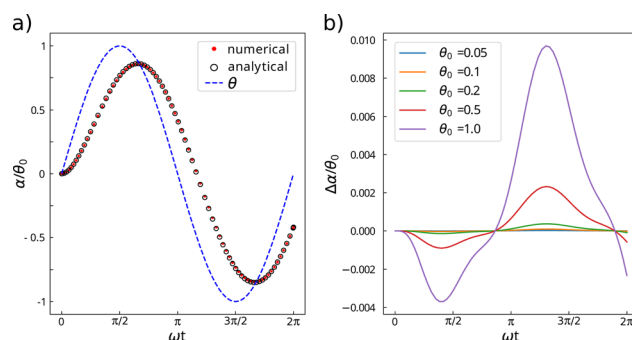 a)
numerical
analytical
θ
α/θ₀
1
0.5
0
- 0.5
- 1
0
π/2
π
3π/2
2π
ωt
b)
θ₀ =0.05
θ₀ =0.1
θ₀ =0.2
θ₀ =0.5
θ₀ =1.0
Δα/θ₀
0.010
0.008
0.006
0.004
0.002
0.000
−0.002
−0.004
0
π/2
π
3π/2
2π
ωt